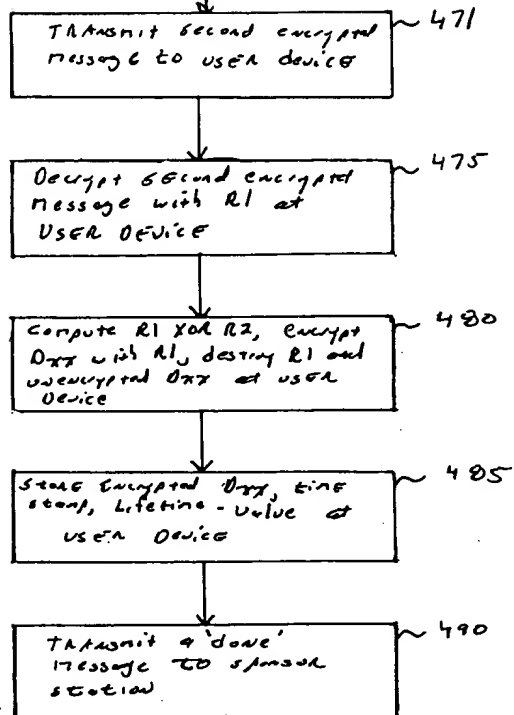 TRANSMIT SECOND encrypted
message to USER device
471
Decrypt SECond encrypted
message with R1 at
USER DEVICE
475
compute R1 XOR R2, encrypt
Dxx with R1, destroy R1 and
unencrypted Dxx at USER
Device
480
STORE Encrypted Dxx, time
stamp, Lifetime-value at
USER DEVICE
485
TRANSMIT a 'done'
message to sponsor
station
490